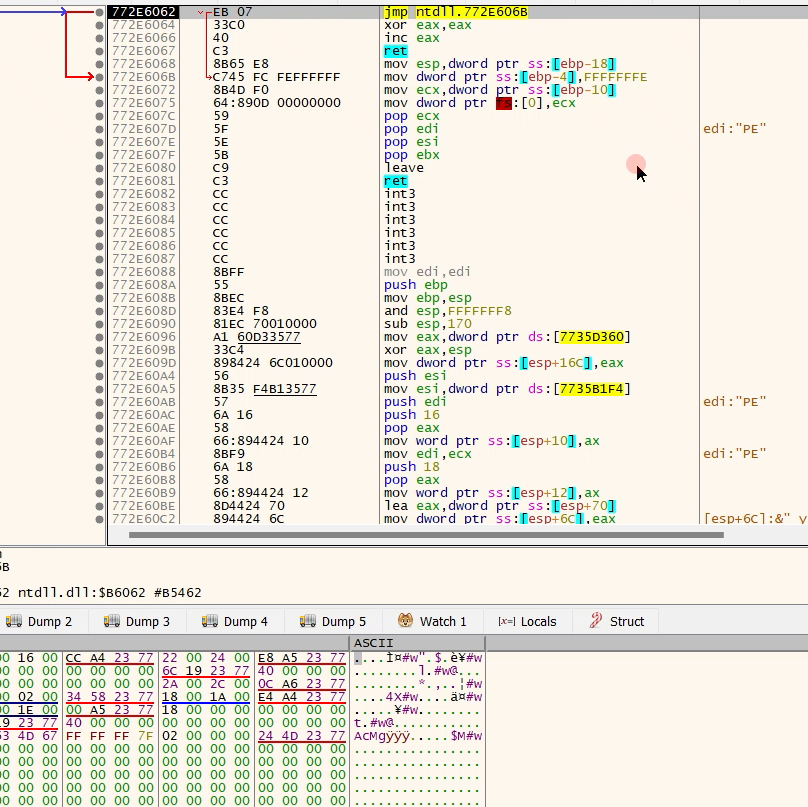 772E6062 EB 07 jmp ntdll.772E606B
772E6064 33C0 xor eax,eax
772E6066 40 inc eax
772E6067 C3 ret
772E6068 8B65 E8 mov esp,dword ptr ss:[ebp-18]
772E606B C745 FC FEFFFFFF mov dword ptr ss:[ebp-4],FFFFFFFE
772E6072 8B4D F0 mov ecx,dword ptr ss:[ebp-10]
772E6075 64:890D 00000000 mov dword ptr fs:[0],ecx
772E607C 59 pop ecx
772E607D 5F pop edi edi:"PE"
772E607E 5E pop esi
772E607F 5B pop ebx
772E6080 C9 leave
772E6081 C3 ret
772E6082 CC int3
772E6083 CC int3
772E6084 CC int3
772E6085 CC int3
772E6086 CC int3
772E6087 CC int3
772E6088 8BFF mov edi,edi
772E608A 55 push ebp
772E608B 8BEC mov ebp,esp
772E608D 83E4 F8 and esp,FFFFFFF8
772E6090 81EC 70010000 sub esp,170
772E6096 A1 60D33577 mov eax,dword ptr ds:[7735D360]
772E609B 33C4 xor eax,esp
772E609D 898424 6C010000 mov dword ptr ss:[esp+16C],eax
772E60A4 56 push esi
772E60A5 8B35 F4B13577 mov esi,dword ptr ds:[7735B1F4]
772E60AB 57 push edi edi:"PE"
772E60AC 6A 16 push 16
772E60AE 58 pop eax
772E60AF 66:894424 10 mov word ptr ss:[esp+10],ax
772E60B4 8BF9 mov edi,ecx edi:"PE"
772E60B6 6A 18 push 18
772E60B8 58 pop eax
772E60B9 66:894424 12 mov word ptr ss:[esp+12],ax
772E60BE 8D4424 70 lea eax,dword ptr ss:[esp+70]
772E60C2 894424 6C mov dword ptr ss:[esp+6C],eax [esp+6C]:&" y
6B
62 ntdll.dll:$B6062 #B5462
Dump 2 Dump 3 Dump 4 Dump 5 Watch 1 [x=] Locals Struct
ASCII
00 16 00 CC A4 23 77 22 00 24 00 E8 A5 23 77 ....Ì¤#w".$.è¥#w
00 00 00 00 00 00 00 6C 19 23 77 40 00 00 00 ........l.#w@...
00 00 00 00 00 00 00 2A 00 2C 00 0C A6 23 77 ........*.,..¦#w
00 02 00 34 58 23 77 18 00 1A 00 E4 A4 23 77 ....4X#w....ä¤#w
00 1E 00 00 A5 23 77 00 00 00 00 00 00 00 00 .....¥#w........
19 23 77 40 00 00 00 00 00 00 00 00 00 00 00 t.#w@...........
63 4D 67 FF FF FF 7F 02 00 00 00 24 4D 23 77 AcMgÿÿÿ.....$M#w
00 00 00 00 00 00 00 00 00 00 00 00 00 00 00 ................
00 00 00 00 00 00 00 00 00 00 00 00 00 00 00 ................
00 00 00 00 00 00 00 00 00 00 00 00 00 00 00 ................
00 00 00 00 00 00 00 00 00 00 00 00 00 00 00 ................
00 00 00 00 00 00 00 00 00 00 00 00 00 00 00 ................